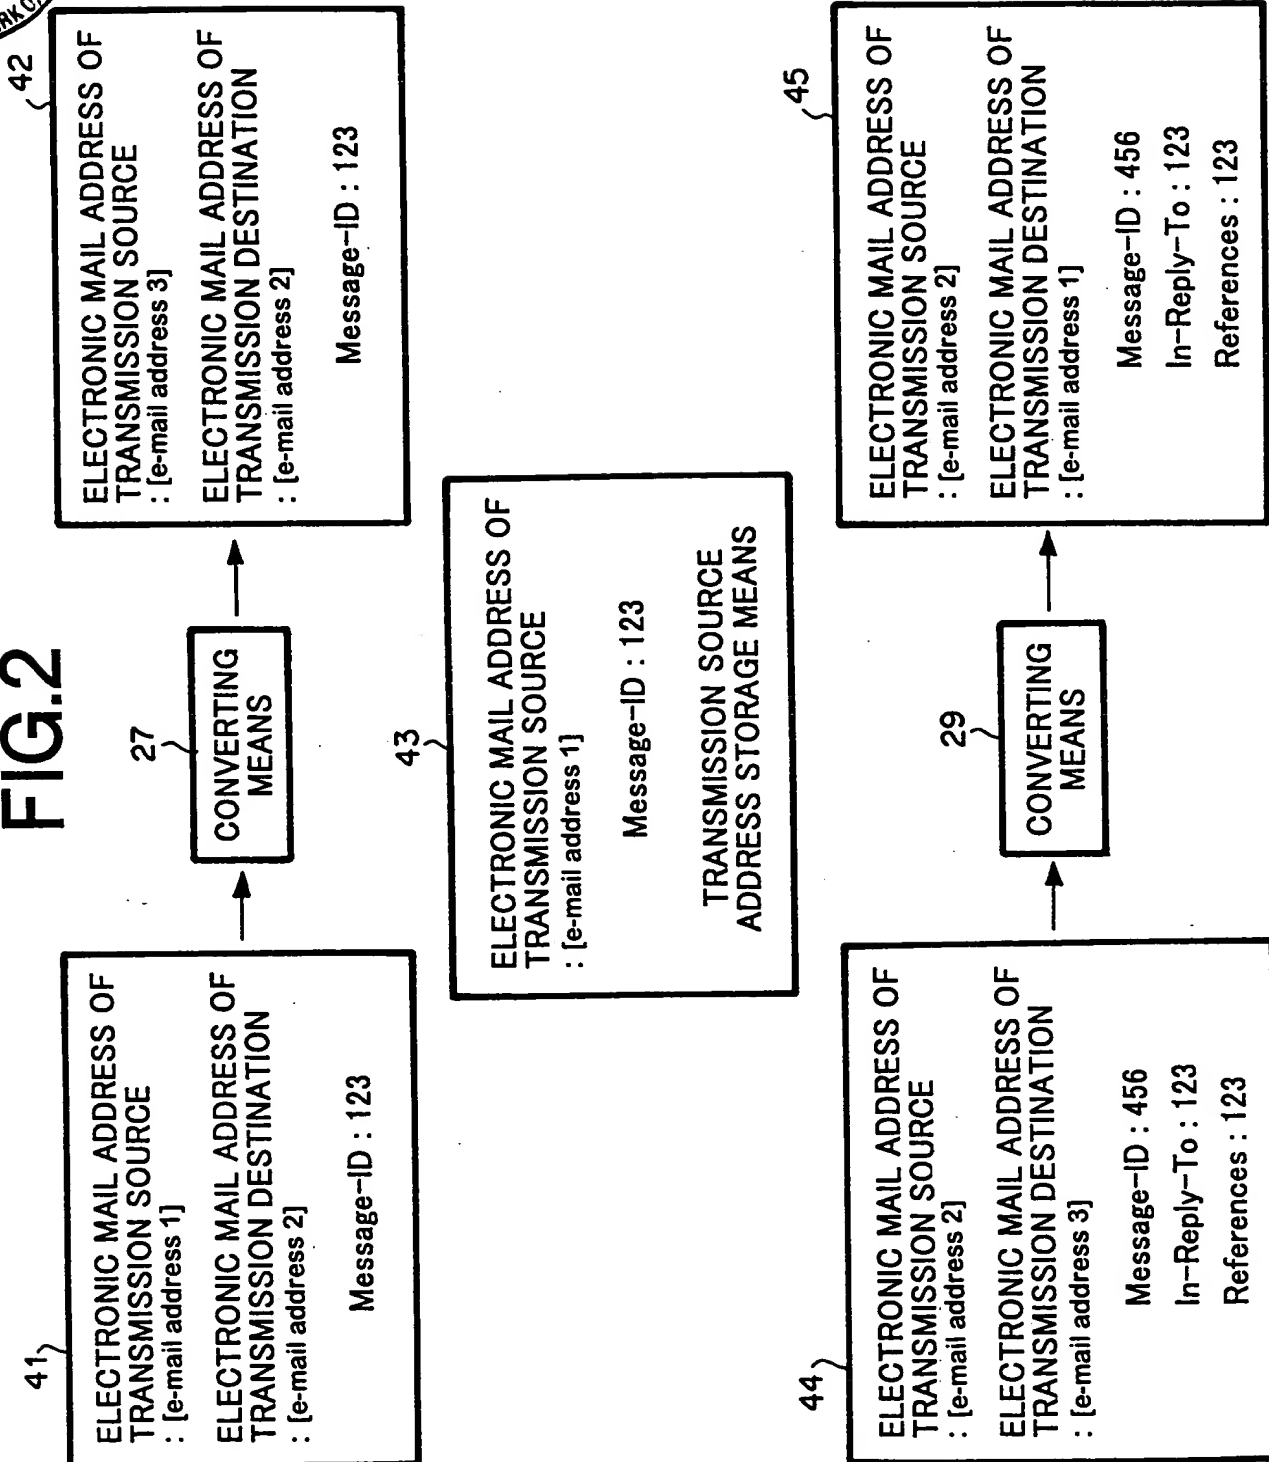 FIG.2
41
ELECTRONIC MAIL ADDRESS OF
TRANSMISSION SOURCE
: [e-mail address 1]
ELECTRONIC MAIL ADDRESS OF
TRANSMISSION DESTINATION
: [e-mail address 2]
Message-ID : 123
27
CONVERTING
MEANS
42
ELECTRONIC MAIL ADDRESS OF
TRANSMISSION SOURCE
: [e-mail address 3]
ELECTRONIC MAIL ADDRESS OF
TRANSMISSION DESTINATION
: [e-mail address 2]
Message-ID : 123
43
ELECTRONIC MAIL ADDRESS OF
TRANSMISSION SOURCE
: [e-mail address 1]
Message-ID : 123
TRANSMISSION SOURCE
ADDRESS STORAGE MEANS
44
ELECTRONIC MAIL ADDRESS OF
TRANSMISSION SOURCE
: [e-mail address 2]
ELECTRONIC MAIL ADDRESS OF
TRANSMISSION DESTINATION
: [e-mail address 3]
Message-ID : 456
In-Reply-To : 123
References : 123
29
CONVERTING
MEANS
45
ELECTRONIC MAIL ADDRESS OF
TRANSMISSION SOURCE
: [e-mail address 2]
ELECTRONIC MAIL ADDRESS OF
TRANSMISSION DESTINATION
: [e-mail address 1]
Message-ID : 456
In-Reply-To : 123
References : 123